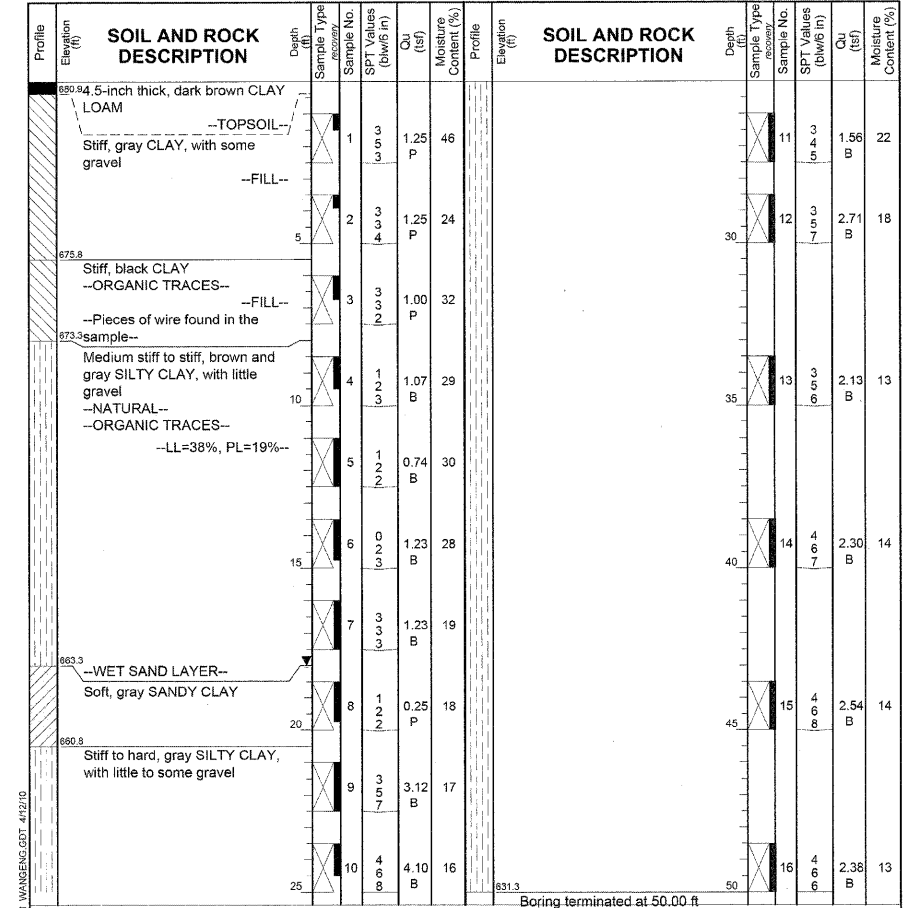 Profile
Elevation (ft)
SOIL AND ROCK DESCRIPTION
Depth (ft)
Sample Type
recovery
Sample No.
SPT Values (blw/6 in)
Qu (tsf)
Moisture Content (%)
Profile
Elevation (ft)
SOIL AND ROCK DESCRIPTION
Depth (ft)
Sample Type
recovery
Sample No.
SPT Values (blw/6 in)
Qu (tsf)
Moisture Content (%)
680.9 4.5-inch thick, dark brown CLAY
LOAM
--TOPSOIL--
Stiff, gray CLAY, with some
gravel
--FILL--
1 3 5 3 1.25 P 46
2 3 3 4 1.25 P 24
5
675.8
Stiff, black CLAY
--ORGANIC TRACES--
--FILL--
--Pieces of wire found in the
673.3 sample--
3 3 3 2 1.00 P 32
Medium stiff to stiff, brown and
gray SILTY CLAY, with little
gravel
--NATURAL--
--ORGANIC TRACES--
--LL=38%, PL=19%--
4 1 2 3 1.07 B 29
10
5 1 2 2 0.74 B 30
6 0 2 3 1.23 B 28
15
7 3 3 3 1.23 B 19
663.3
--WET SAND LAYER--
Soft, gray SANDY CLAY
8 1 2 2 0.25 P 18
20
660.8
Stiff to hard, gray SILTY CLAY,
with little to some gravel
9 3 5 7 3.12 B 17
10 4 6 8 4.10 B 16
25
11 3 4 5 1.56 B 22
12 3 5 7 2.71 B 18
30
13 3 5 6 2.13 B 13
35
14 4 6 7 2.30 B 14
40
15 4 6 8 2.54 B 14
45
16 4 6 6 2.38 B 13
50
631.3
Boring terminated at 50.00 ft
WANGENG.GDT 4/12/10